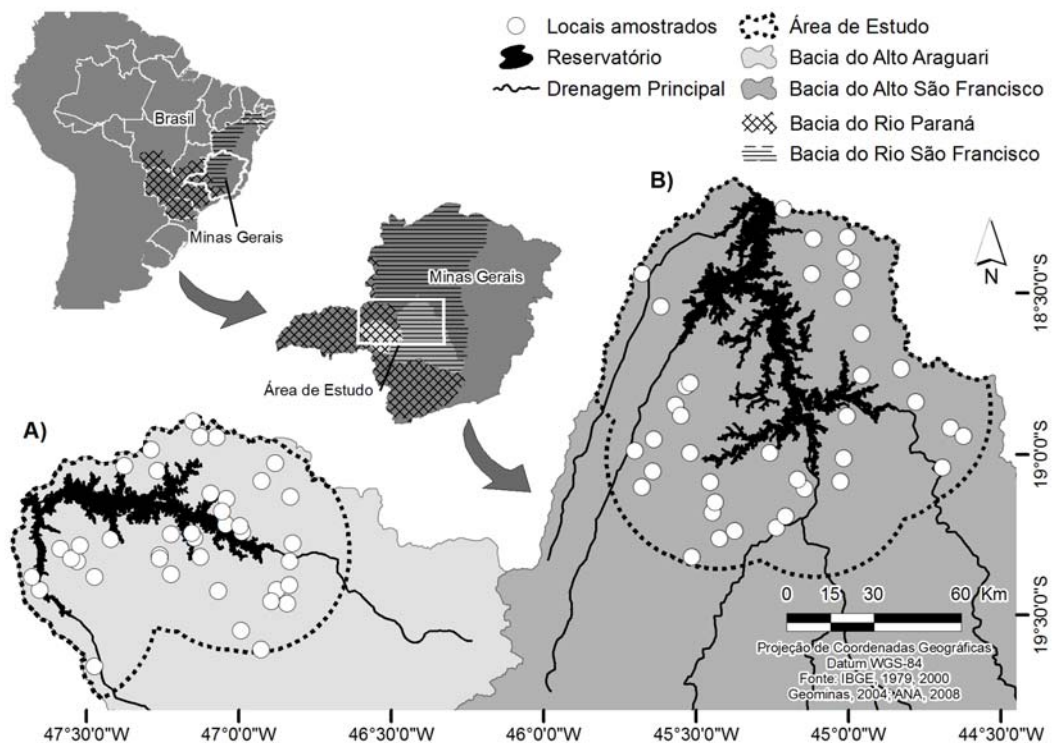 Locais amostrados
Reservatório
Drenagem Principal
Área de Estudo
Bacia do Alto Araguari
Bacia do Alto São Francisco
Bacia do Rio Paraná
Bacia do Rio São Francisco
Brasil
Minas Gerais
Minas Gerais
Área de Estudo
A)
B)
N
18°30'0"S
19°0'0"S
19°30'0"S
0 15 30 60 Km
Projeção de Coordenadas Geográficas
Datum WGS-84
Fonte: IBGE, 1979, 2000
Geominas, 2004; ANA, 2008
47°30'0"W 47°0'0"W 46°30'0"W 46°0'0"W 45°30'0"W 45°0'0"W 44°30'0"W